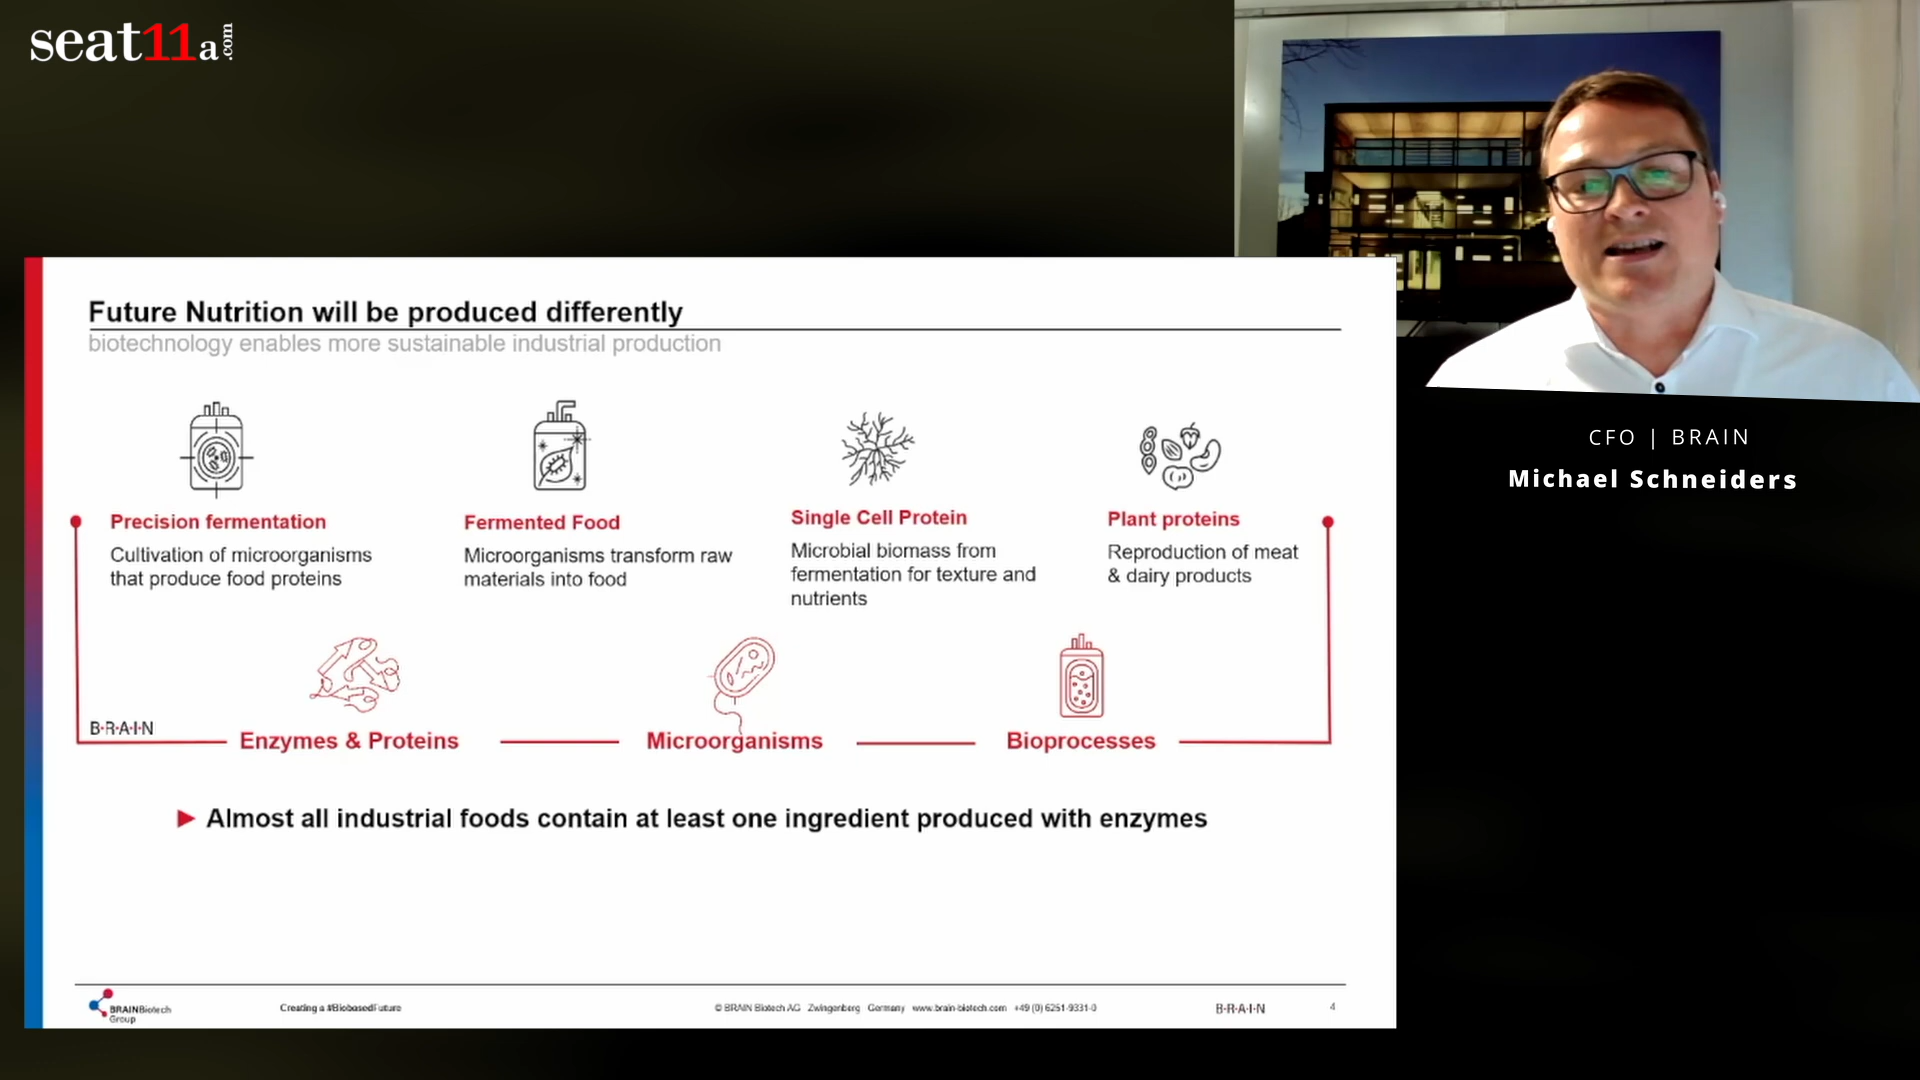 seat11a.com
CFO | BRAIN
Michael Schneiders
Future Nutrition will be produced differently
biotechnology enables more sustainable industrial production
Precision fermentation
Cultivation of microorganisms
that produce food proteins
Fermented Food
Microorganisms transform raw
materials into food
Single Cell Protein
Microbial biomass from
fermentation for texture and
nutrients
Plant proteins
Reproduction of meat
& dairy products
B·R·A·I·N
Enzymes & Proteins
Microorganisms
Bioprocesses
► Almost all industrial foods contain at least one ingredient produced with enzymes
BRAINBiotech
Group
Creating a #BiobasedFuture
© BRAIN Biotech AG Zwingenberg Germany www.brain-biotech.com +49 (0) 6251-9331-0
B·R·A·I·N
4